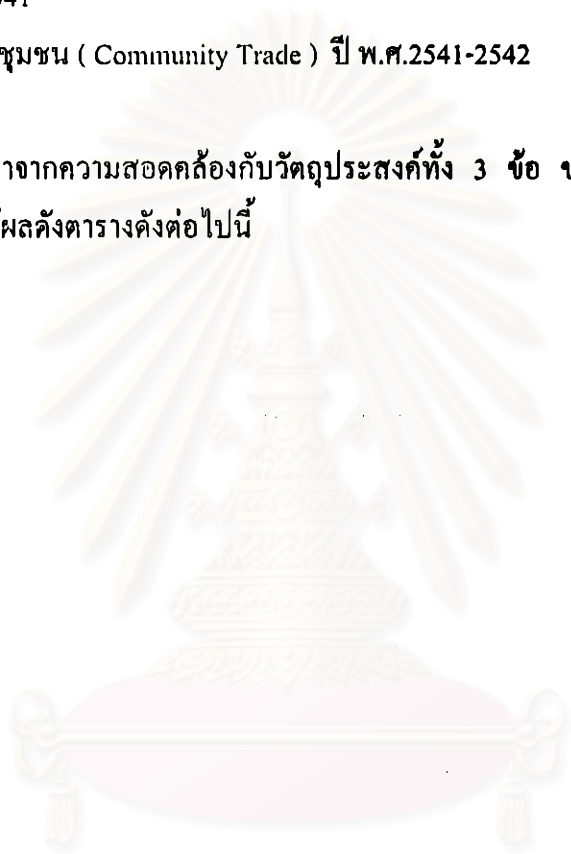 ชุมชน ( Community Trade ) ปี พ.ศ.2541-2542
าจากความสอดคล้องกับวัตถุประสงค์ทั้ง 3 ข้อ
ผลดังตารางดังต่อไปนี้